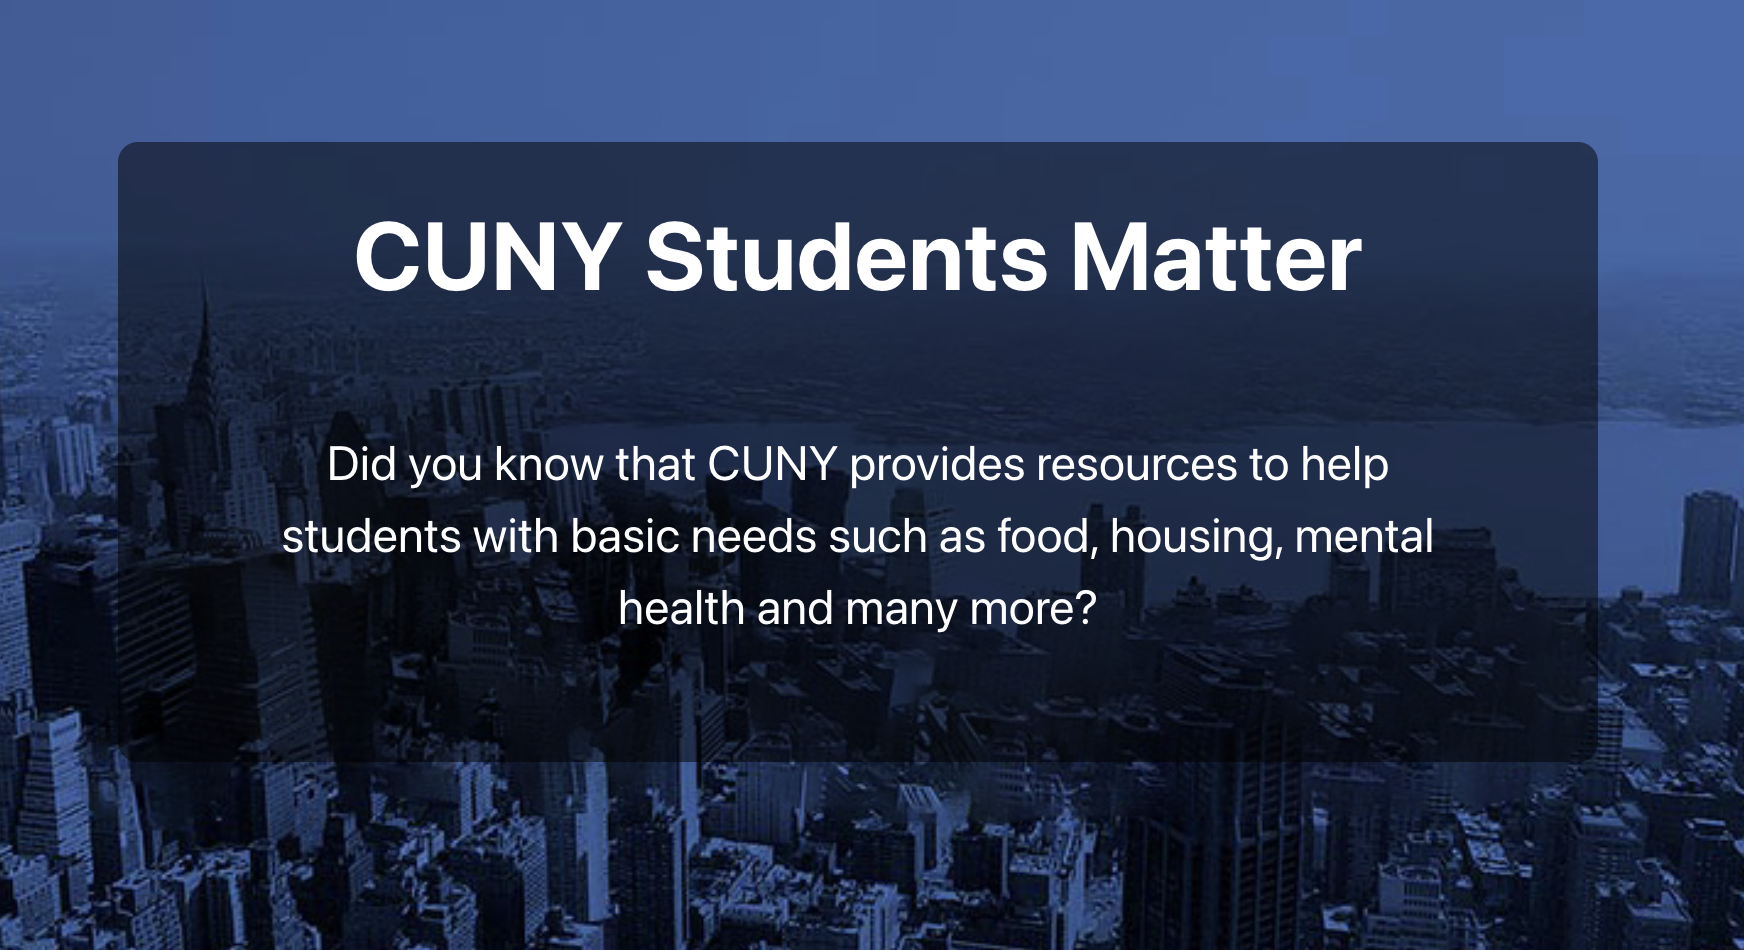 CUNY Students Matter
Did you know that CUNY provides resources to help
students with basic needs such as food, housing, mental
health and many more?